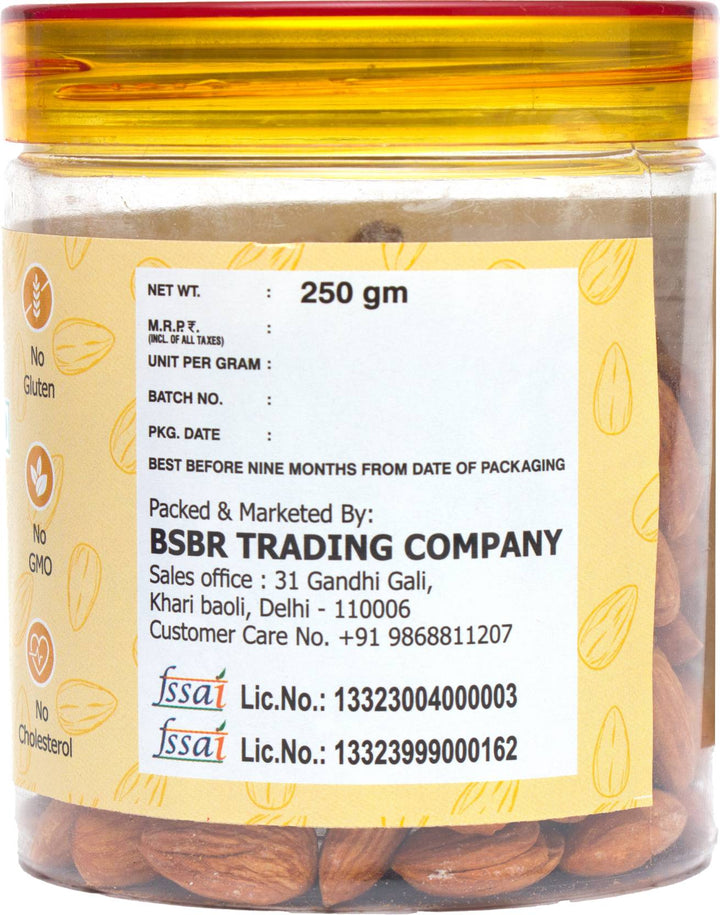 NET WT. : 250 gm
M.R.P ₹. :
(INCL. OF ALL TAXES)
UNIT PER GRAM :
BATCH NO. :
PKG. DATE :
BEST BEFORE NINE MONTHS FROM DATE OF PACKAGING
Packed & Marketed By:
BSBR TRADING COMPANY
Sales office : 31 Gandhi Gali,
Khari baoli, Delhi - 110006
Customer Care No. +91 9868811207
fssai Lic.No.: 13323004000003
fssai Lic.No.: 13323999000162
No
Gluten
No
GMO
No
Cholesterol